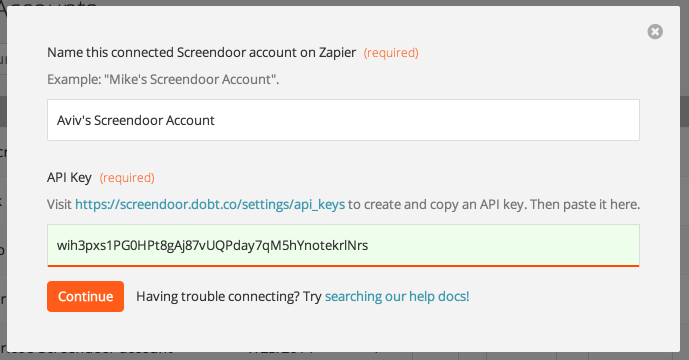 Name this connected Screendoor account on Zapier (required)
Example: "Mike's Screendoor Account".
Aviv's Screendoor Account
API Key (required)
Visit https://screendoor.dobt.co/settings/api_keys to create and copy an API key. Then paste it here.
wih3pxs1PG0HPt8gAj87vUQPday7qM5hYnotekrlNrs
Continue Having trouble connecting? Try searching our help docs!